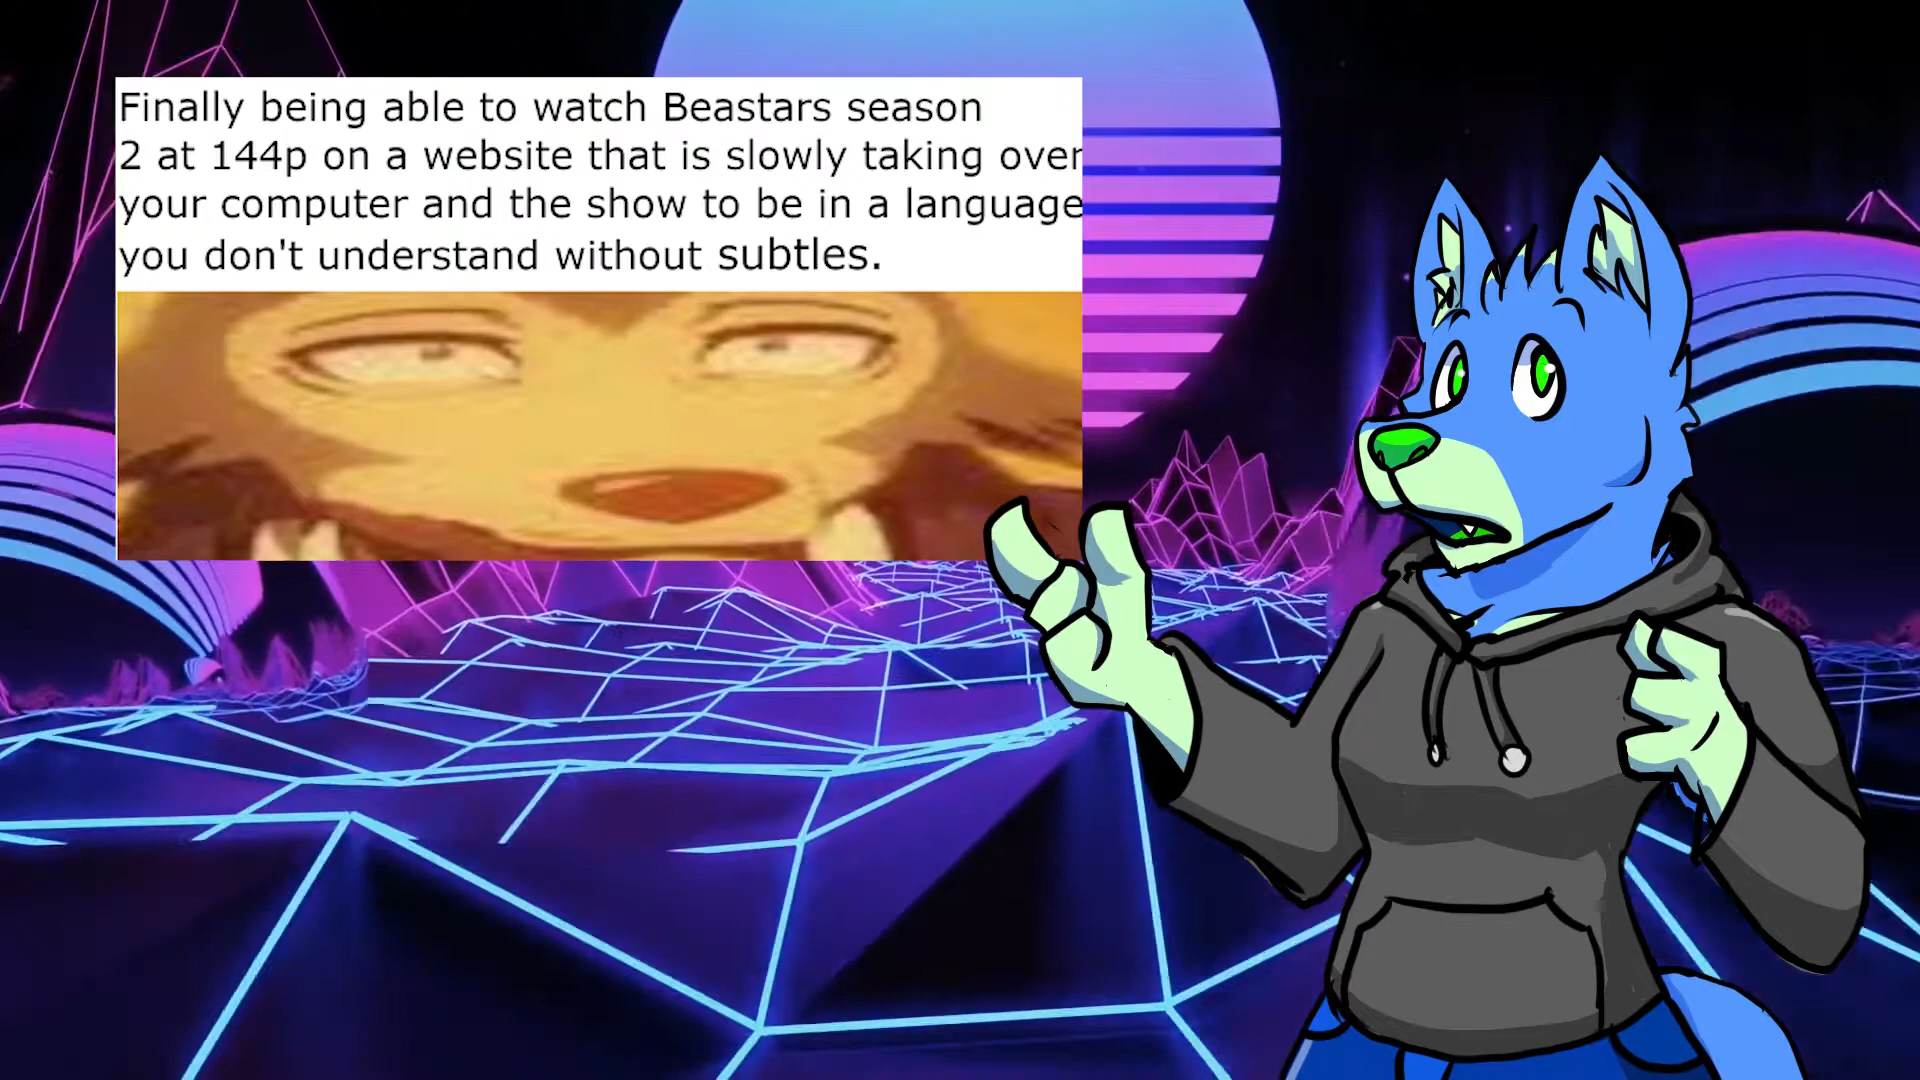 Finally being able to watch Beastars season
2 at 144p on a website that is slowly taking over
your computer and the show to be in a language
you don't understand without subtles.